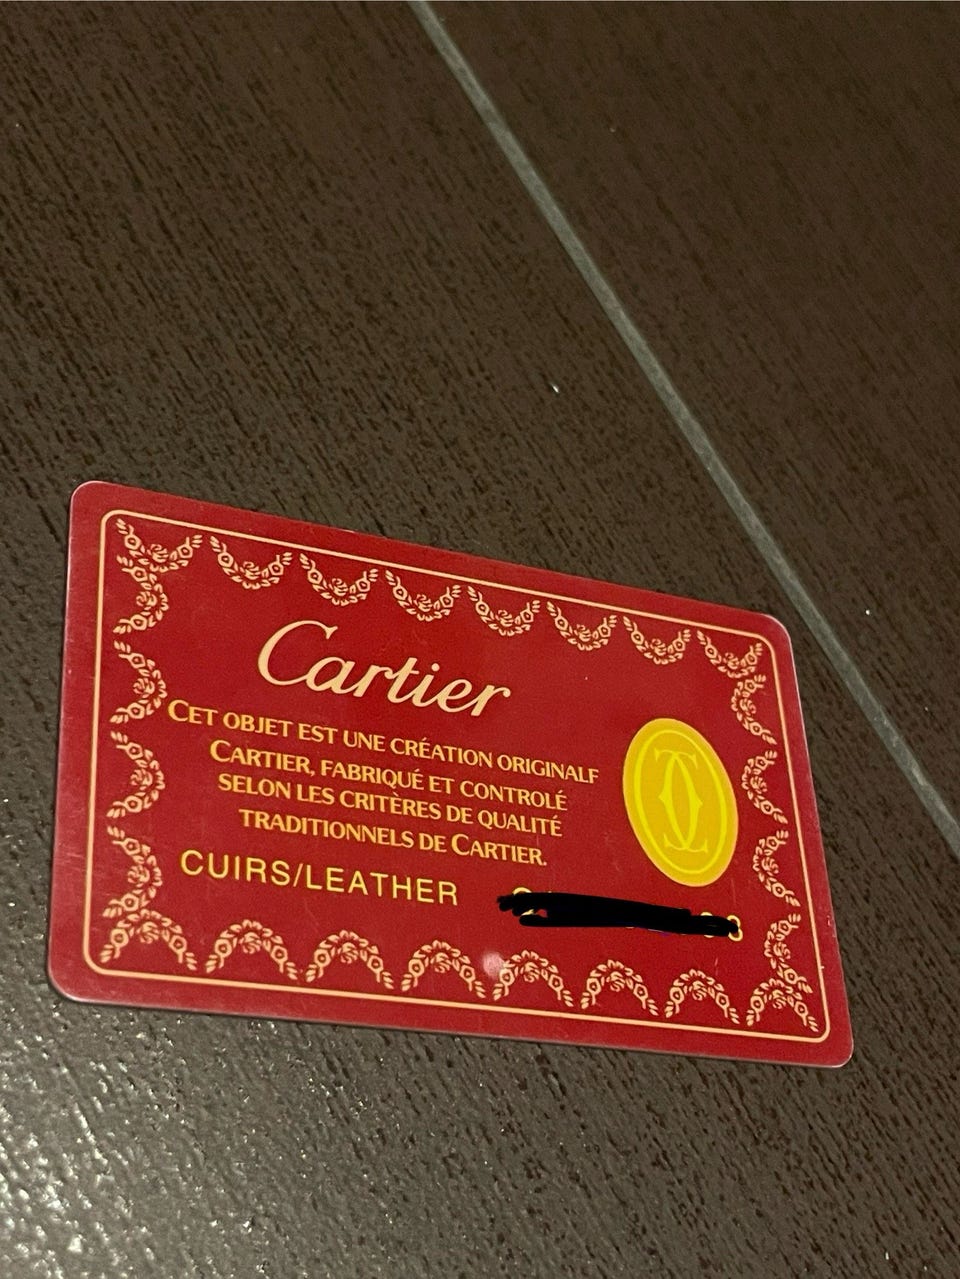 Cartier
CET OBJET EST UNE CRÉATION ORIGINALE
CARTIER, FABRIQUÉ ET CONTROLÉ
SELON LES CRITÈRES DE QUALITÉ
TRADITIONNELS DE CARTIER.
CUIRS/LEATHER